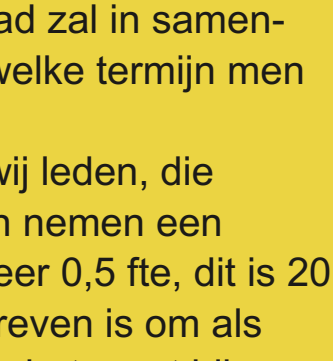 ad zal in samen-
welke termijn men
wij leden, die
n nemen een
eer 0,5 fte, dit is 20
reven is om als